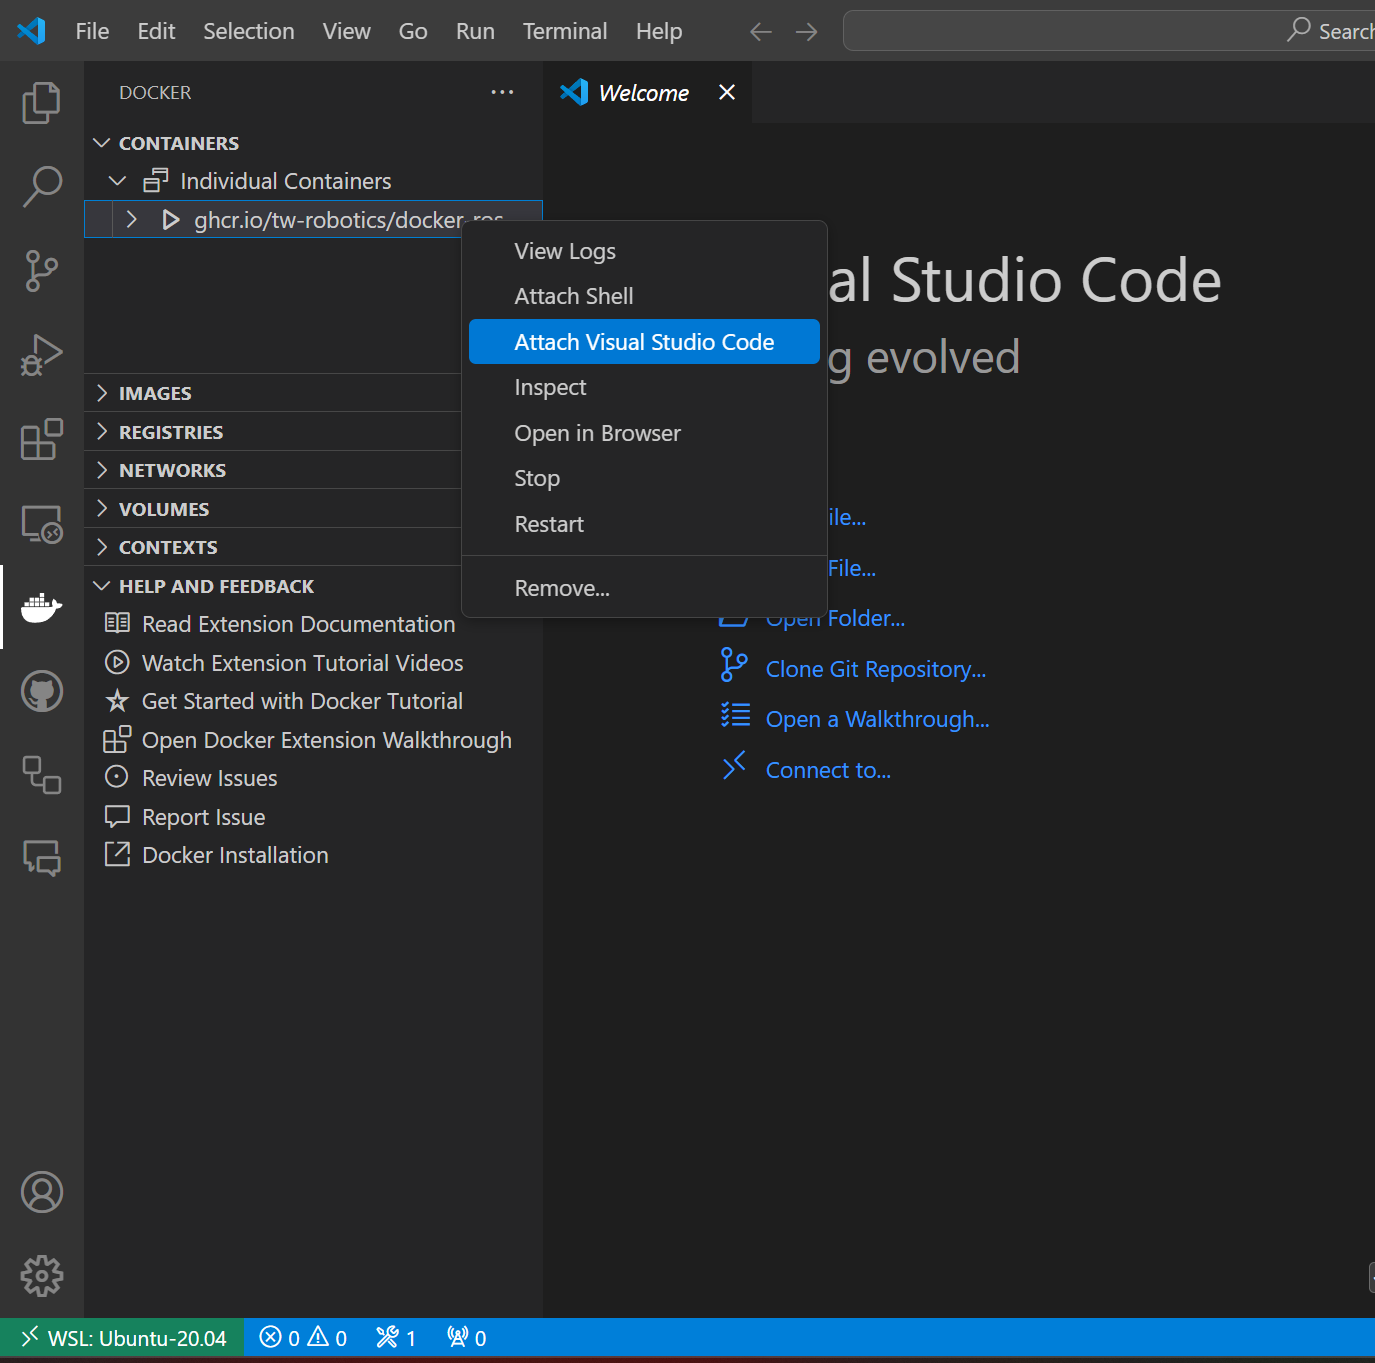 File Edit Selection View Go Run Terminal Help
Search
DOCKER
Welcome
CONTAINERS
Individual Containers
ghcr.io/tw-robotics/docker-ros
View Logs
Attach Shell
Attach Visual Studio Code
Inspect
Open in Browser
Stop
Restart
Remove...
al Studio Code
g evolved
IMAGES
REGISTRIES
NETWORKS
VOLUMES
CONTEXTS
HELP AND FEEDBACK
Read Extension Documentation
Watch Extension Tutorial Videos
Get Started with Docker Tutorial
Open Docker Extension Walkthrough
Review Issues
Report Issue
Docker Installation
ile...
File...
Open Folder...
Clone Git Repository...
Open a Walkthrough...
Connect to...
WSL: Ubuntu-20.04 0 0 1 0